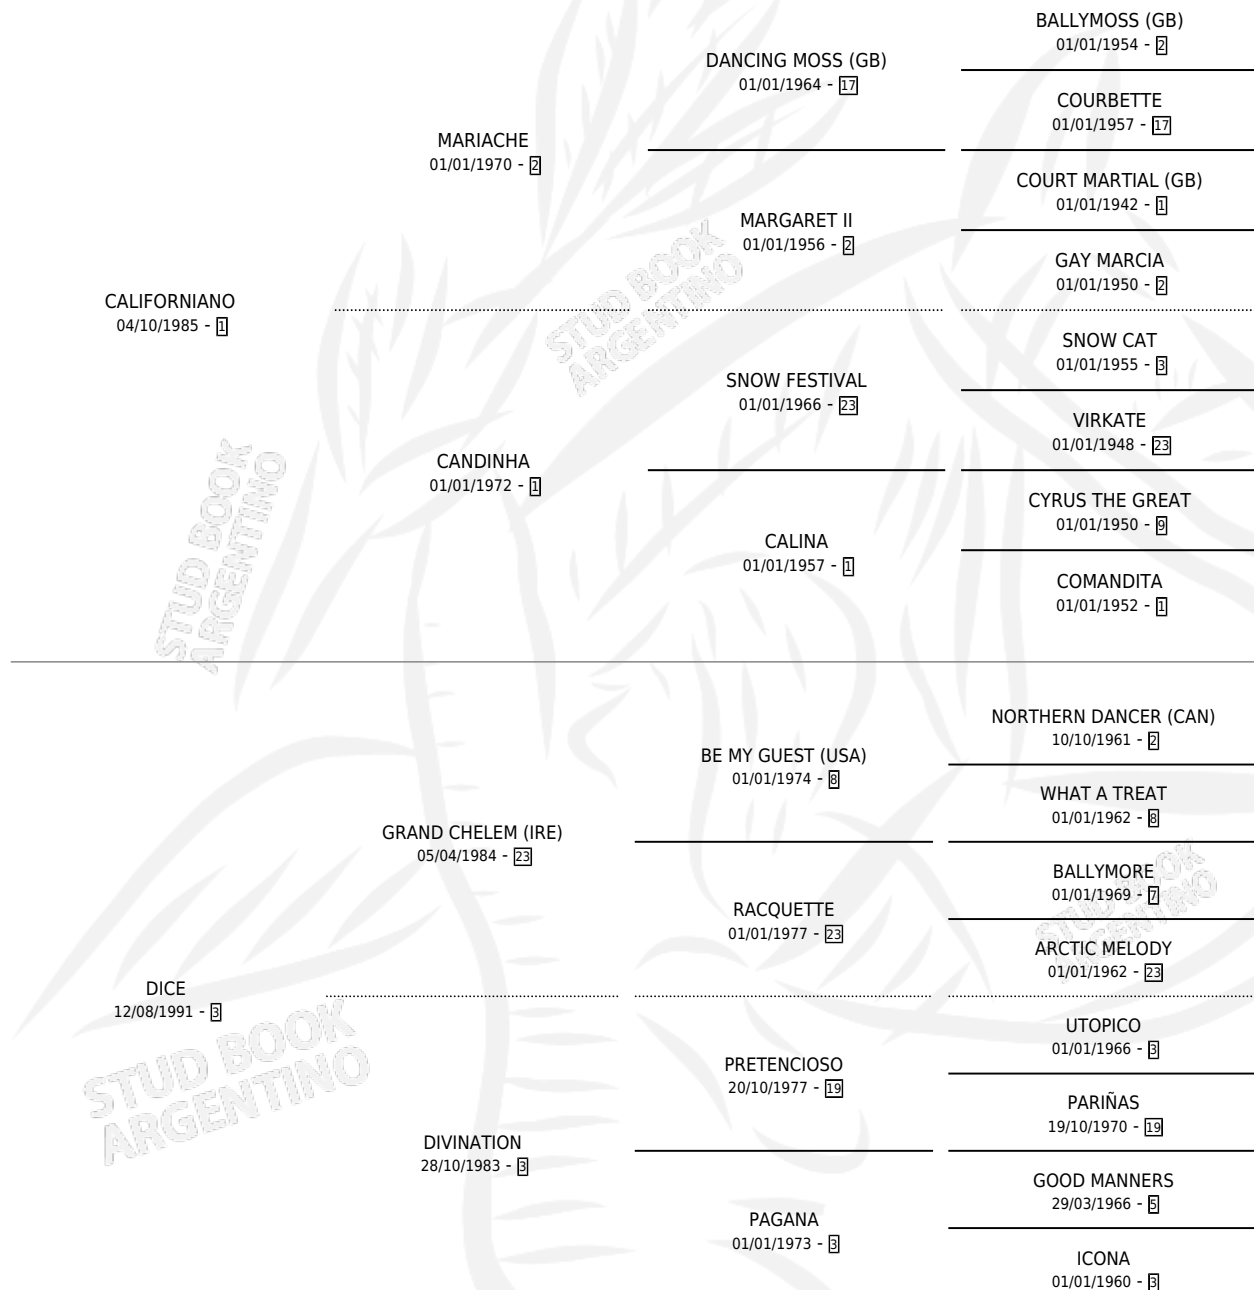 BALLYMOSS (GB)
01/01/1954 - 2
DANCING MOSS (GB)
01/01/1964 - 17
COURBETTE
01/01/1957 - 17
MARIACHE
01/01/1970 - 2
COURT MARTIAL (GB)
01/01/1942 - 1
MARGARET II
01/01/1956 - 2
GAY MARCIA
01/01/1950 - 2
CALIFORNIANO
04/10/1985 - 1
STUD BOOK
ARGENTINO
SNOW CAT
01/01/1955 - 3
SNOW FESTIVAL
01/01/1966 - 23
VIRKATE
01/01/1948 - 23
CANDINHA
01/01/1972 - 1
STUD BOOK
ARGENTINO
CYRUS THE GREAT
01/01/1950 - 9
CALINA
01/01/1957 - 1
COMANDITA
01/01/1952 - 1
NORTHERN DANCER (CAN)
10/10/1961 - 2
BE MY GUEST (USA)
01/01/1974 - 8
WHAT A TREAT
01/01/1962 - 8
GRAND CHELEM (IRE)
05/04/1984 - 23
BALLYMORE
01/01/1969 - 7
RACQUETTE
01/01/1977 - 23
STUD BOOK
ARGENTINO
ARCTIC MELODY
01/01/1962 - 23
DICE
12/08/1991 - 3
STUD BOOK
ARGENTINO
UTOPICO
01/01/1966 - 3
PRETENCIOSO
20/10/1977 - 19
PARIÑAS
19/10/1970 - 19
DIVINATION
28/10/1983 - 3
GOOD MANNERS
29/03/1966 - 5
PAGANA
01/01/1973 - 3
ICONA
01/01/1960 - 3